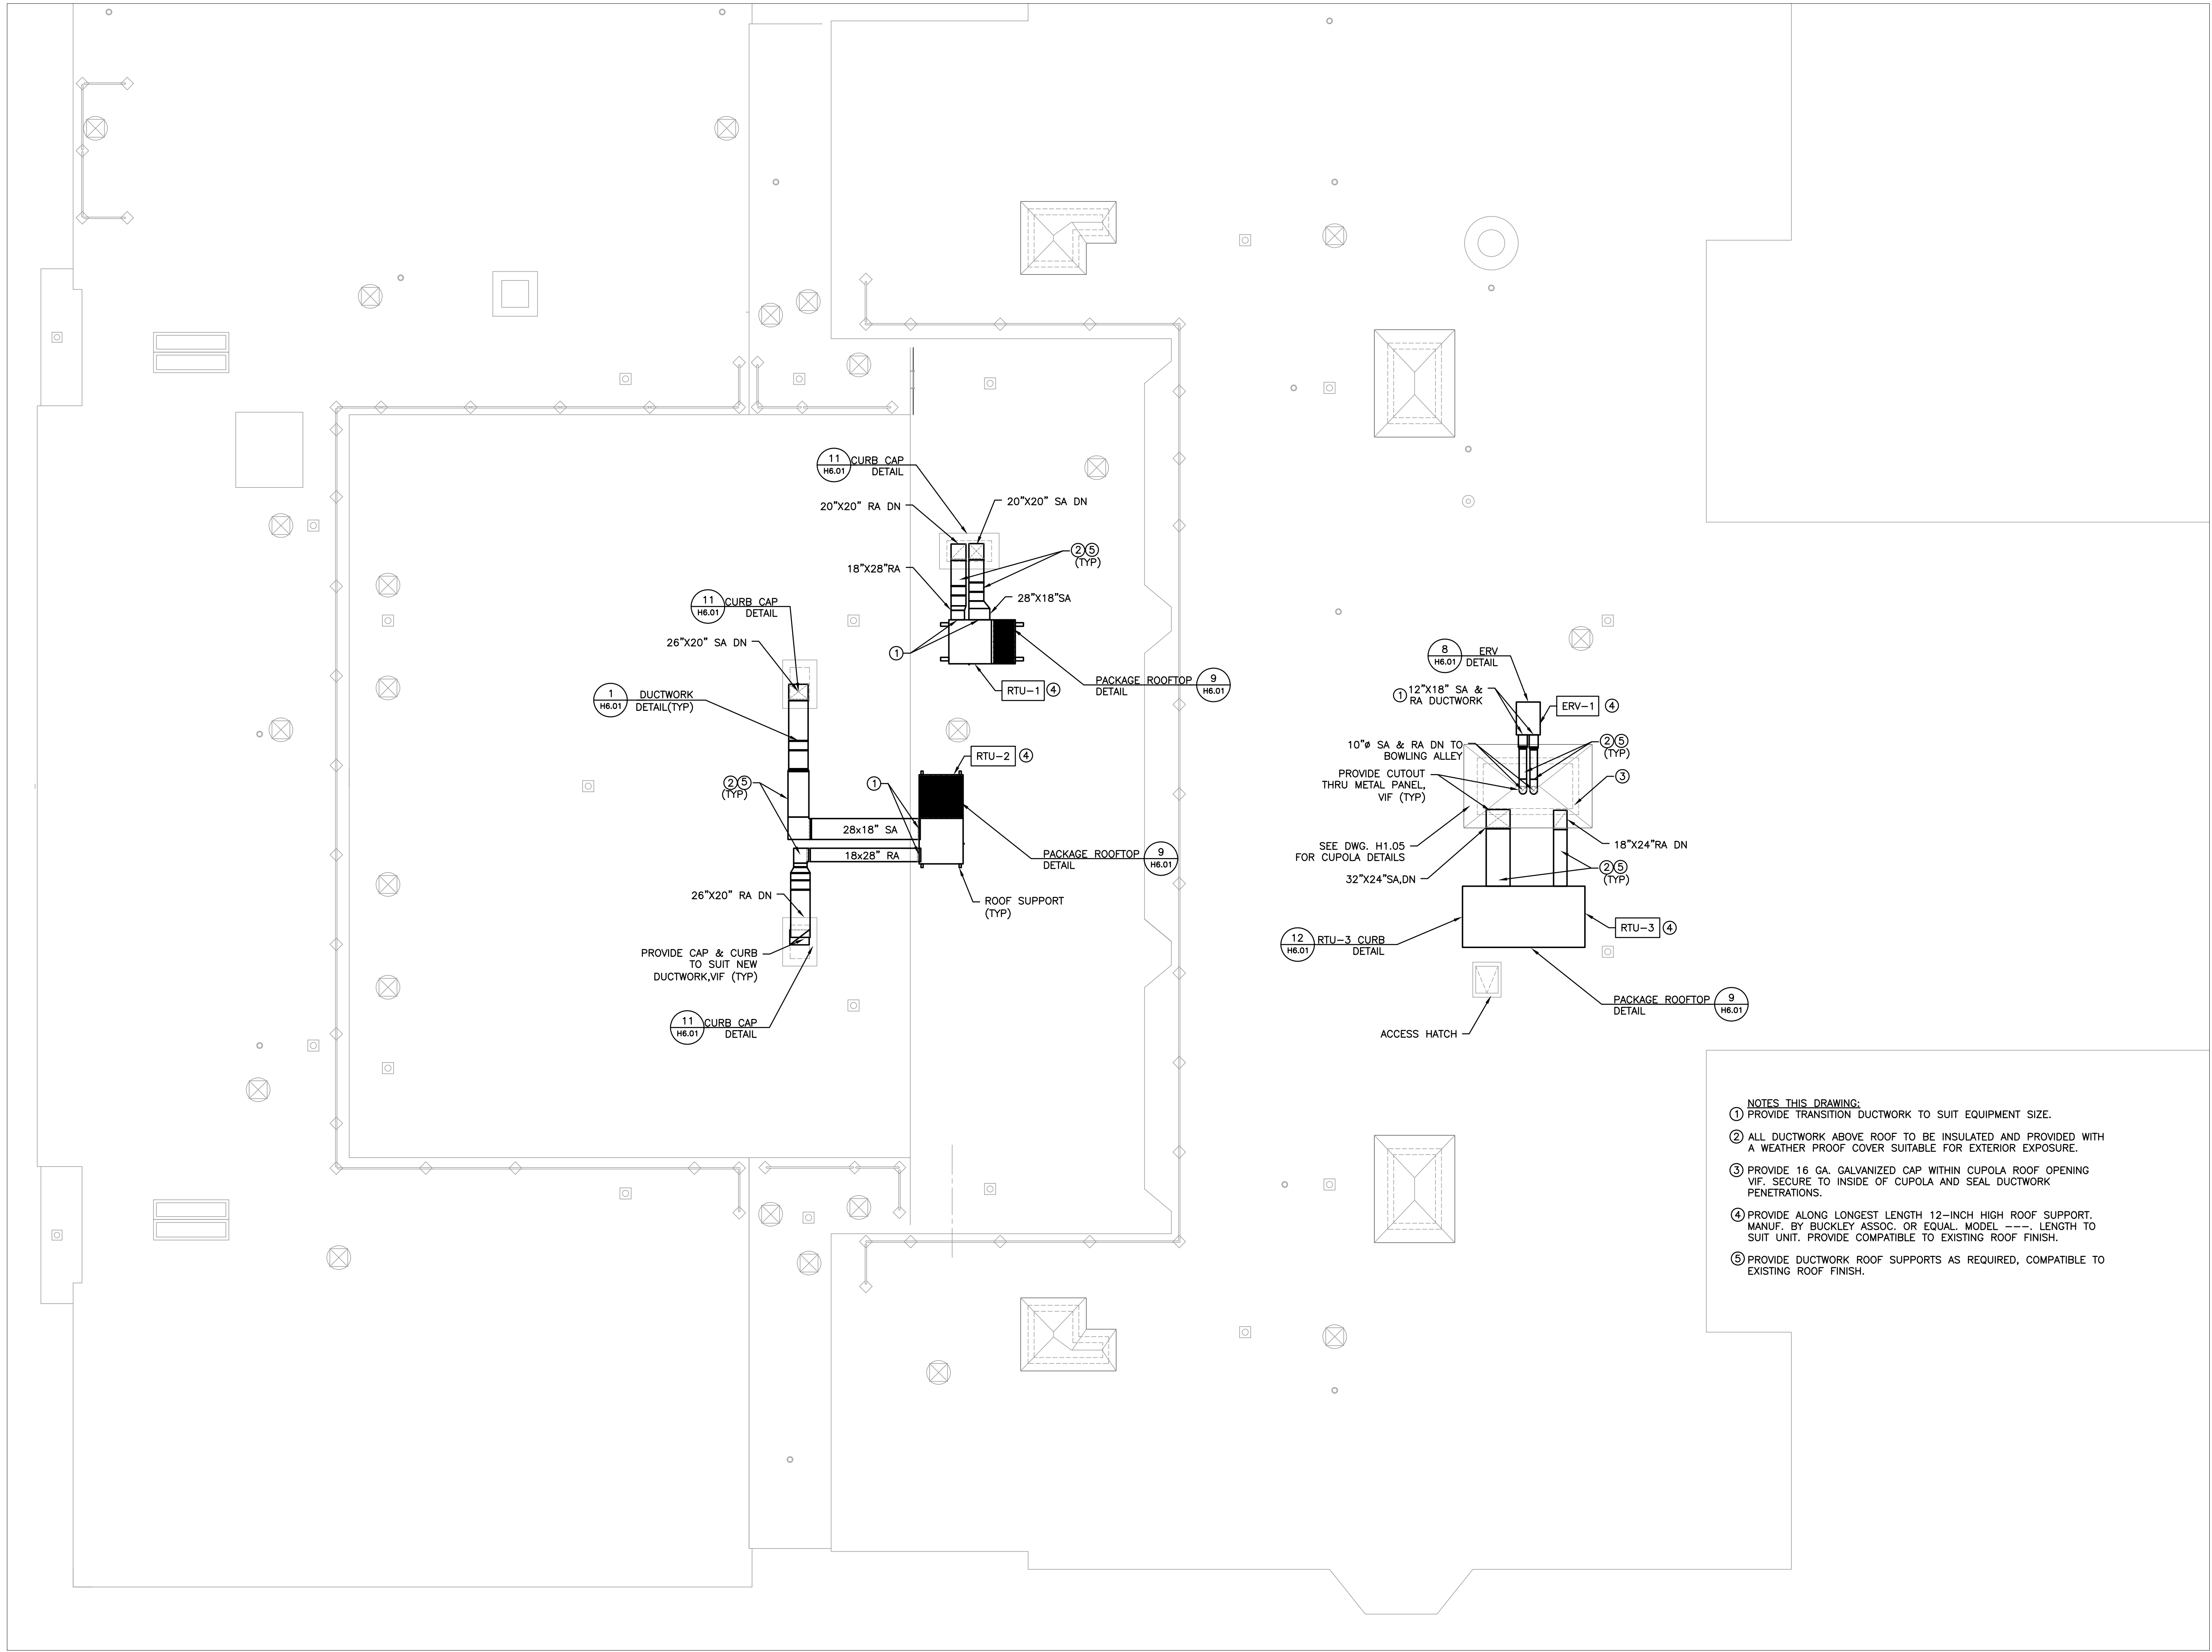 11
H6.01
CURB CAP
DETAIL
20"X20" RA DN
20"X20" SA DN
2 5
(TYP)
18"X28"RA
28"X18"SA
1
RTU-1 4
PACKAGE ROOFTOP
DETAIL
9
H6.01
11
H6.01
CURB CAP
DETAIL
26"X20" SA DN
1
H6.01
DUCTWORK
DETAIL(TYP)
2 5
(TYP)
1
RTU-2 4
28x18" SA
18x28" RA
PACKAGE ROOFTOP
DETAIL
9
H6.01
ROOF SUPPORT
(TYP)
26"X20" RA DN
PROVIDE CAP & CURB
TO SUIT NEW
DUCTWORK,VIF (TYP)
11
H6.01
CURB CAP
DETAIL
8
H6.01
ERV
DETAIL
1 12"X18" SA &
RA DUCTWORK
ERV-1 4
10"ø SA & RA DN TO
BOWLING ALLEY
2 5
(TYP)
3
PROVIDE CUTOUT
THRU METAL PANEL,
VIF (TYP)
SEE DWG. H1.05
FOR CUPOLA DETAILS
18"X24"RA DN
32"X24"SA,DN
2 5
(TYP)
12
H6.01
RTU-3 CURB
DETAIL
RTU-3 4
PACKAGE ROOFTOP
DETAIL
9
H6.01
ACCESS HATCH
NOTES THIS DRAWING:
1 PROVIDE TRANSITION DUCTWORK TO SUIT EQUIPMENT SIZE.
2 ALL DUCTWORK ABOVE ROOF TO BE INSULATED AND PROVIDED WITH
A WEATHER PROOF COVER SUITABLE FOR EXTERIOR EXPOSURE.
3 PROVIDE 16 GA. GALVANIZED CAP WITHIN CUPOLA ROOF OPENING
VIF. SECURE TO INSIDE OF CUPOLA AND SEAL DUCTWORK
PENETRATIONS.
4 PROVIDE ALONG LONGEST LENGTH 12-INCH HIGH ROOF SUPPORT.
MANUF. BY BUCKLEY ASSOC. OR EQUAL. MODEL ---. LENGTH TO
SUIT UNIT. PROVIDE COMPATIBLE TO EXISTING ROOF FINISH.
5 PROVIDE DUCTWORK ROOF SUPPORTS AS REQUIRED, COMPATIBLE TO
EXISTING ROOF FINISH.